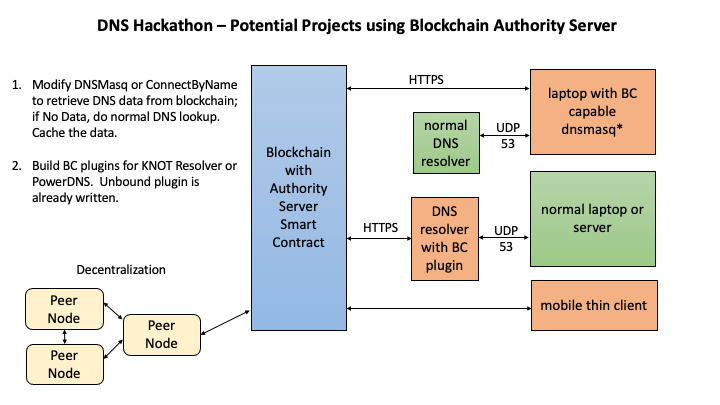 DNS Hackathon – Potential Projects using Blockchain Authority Server
1. Modify DNSMasq or ConnectByName
to retrieve DNS data from blockchain;
if No Data, do normal DNS lookup.
Cache the data.
2. Build BC plugins for KNOT Resolver or
PowerDNS. Unbound plugin is
already written.
Decentralization
Peer
Node
Peer
Node
Peer
Node
Blockchain
with
Authority
Server
Smart
Contract
HTTPS
laptop with BC
capable
dnsmasq*
normal
DNS
resolver
UDP
53
HTTPS
DNS
resolver
with BC
plugin
UDP
53
normal laptop or
server
mobile thin client